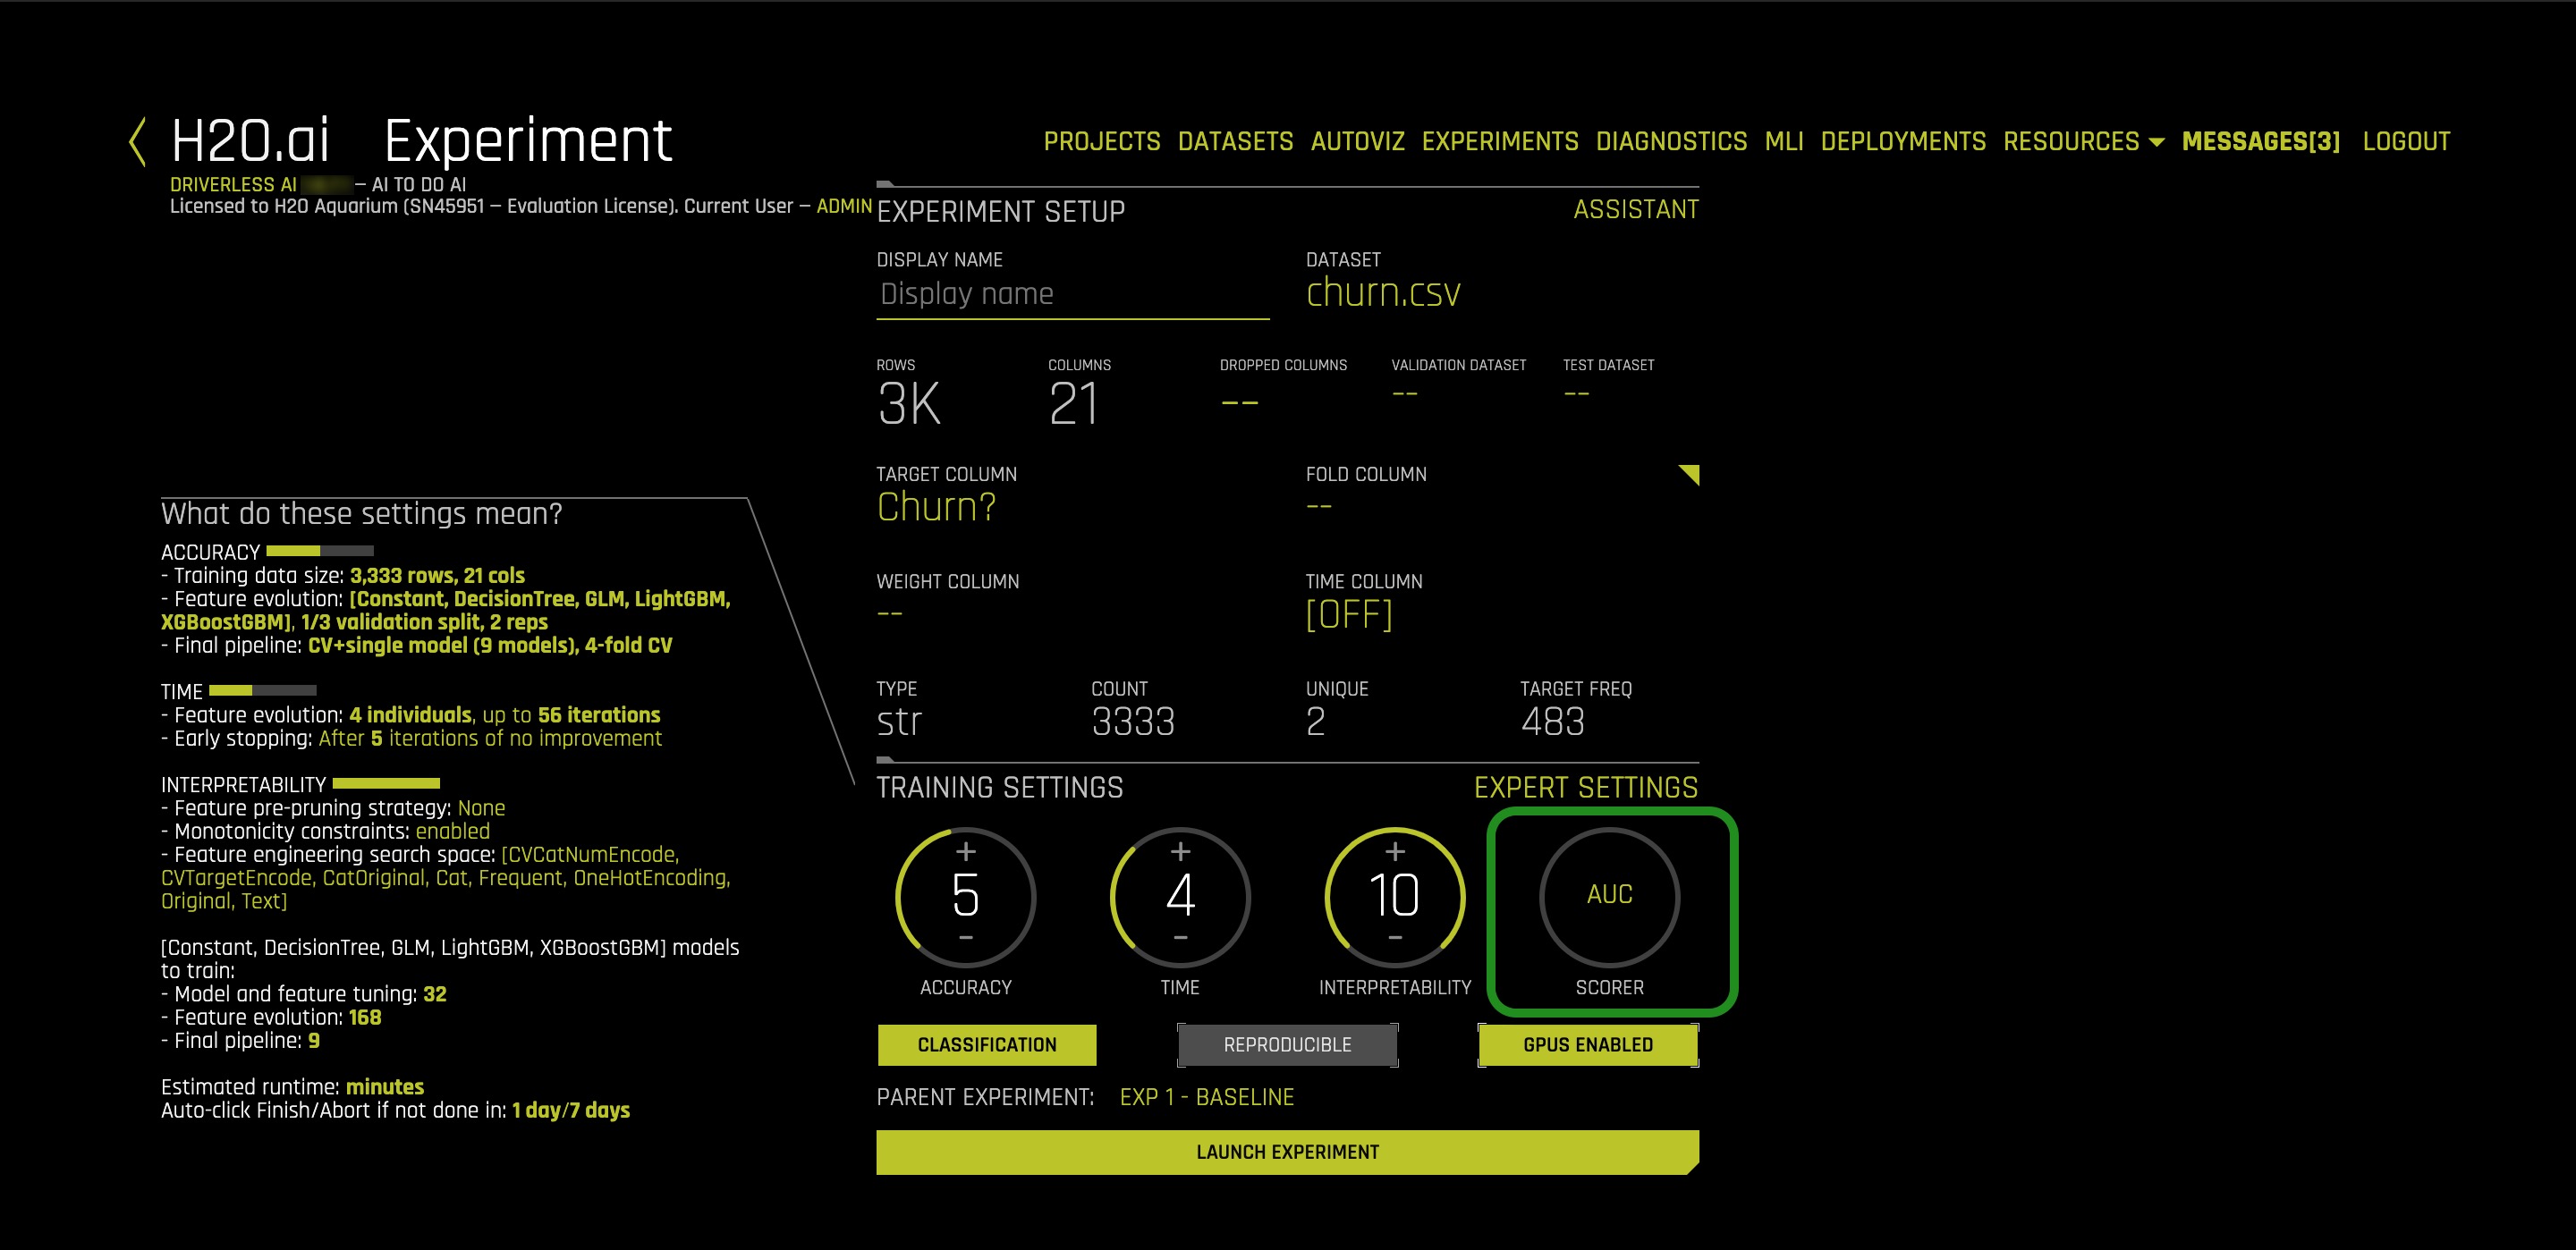 H2O.ai Experiment
DRIVERLESS AI — AI TO DO AI
Licensed to H2O Aquarium (SN45951 — Evaluation License). Current User — ADMIN
PROJECTS DATASETS AUTOVIZ EXPERIMENTS DIAGNOSTICS MLI DEPLOYMENTS RESOURCES MESSAGES[3] LOGOUT
What do these settings mean?
ACCURACY
- Training data size: 3,333 rows, 21 cols
- Feature evolution: [Constant, DecisionTree, GLM, LightGBM,
XGBoostGBM], 1/3 validation split, 2 reps
- Final pipeline: CV+single model (9 models), 4-fold CV
TIME
- Feature evolution: 4 individuals, up to 56 iterations
- Early stopping: After 5 iterations of no improvement
INTERPRETABILITY
- Feature pre-pruning strategy: None
- Monotonicity constraints: enabled
- Feature engineering search space: [CVCatNumEncode,
CVTargetEncode, CatOriginal, Cat, Frequent, OneHotEncoding,
Original, Text]
[Constant, DecisionTree, GLM, LightGBM, XGBoostGBM] models
to train:
- Model and feature tuning: 32
- Feature evolution: 168
- Final pipeline: 9
Estimated runtime: minutes
Auto-click Finish/Abort if not done in: 1 day/7 days
EXPERIMENT SETUP ASSISTANT
DISPLAY NAME DATASET
Display name churn.csv
ROWS COLUMNS DROPPED COLUMNS VALIDATION DATASET TEST DATASET
3K 21 -- -- --
TARGET COLUMN FOLD COLUMN
Churn? --
WEIGHT COLUMN TIME COLUMN
-- [OFF]
TYPE COUNT UNIQUE TARGET FREQ
str 3333 2 483
TRAINING SETTINGS EXPERT SETTINGS
+ + +
5 4 10 AUC
- - -
ACCURACY TIME INTERPRETABILITY SCORER
CLASSIFICATION REPRODUCIBLE GPUS ENABLED
PARENT EXPERIMENT: EXP 1 - BASELINE
LAUNCH EXPERIMENT